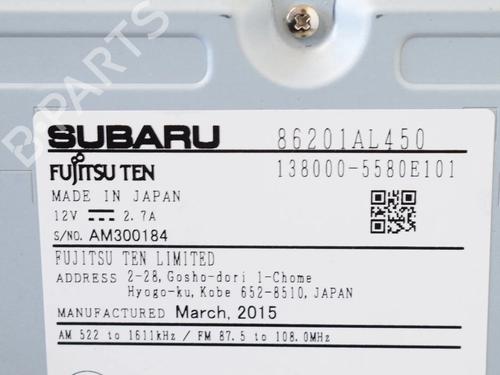 B-PARTS
SUBARU 86201AL450
FUJITSU TEN 138000-5580E101
MADE IN JAPAN
12V 2.7A
S/NO. AM300184
FUJITSU TEN LIMITED
ADDRESS 2-28, Gosho-dori 1-Chome
Hyogo-ku, Kobe 652-8510, JAPAN
MANUFACTURED March, 2015
AM 522 to 1611kHz / FM 87.5 to 108.0MHz